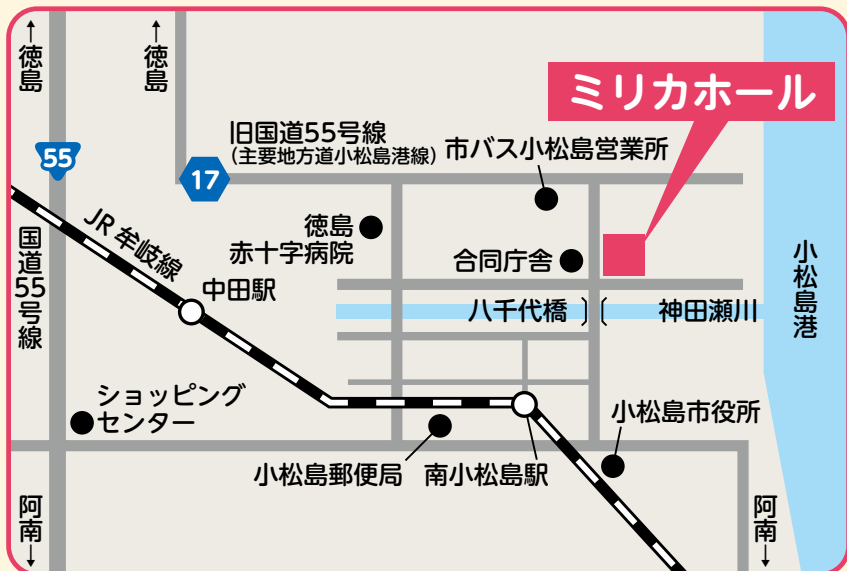 ←徳島
←徳島
ミリカホール
旧国道55号線
(主要地方道小松島港線)
市バス小松島営業所
55
17
徳島
赤十字病院
合同庁舎
JR牟岐線
国道55号線
中田駅
八千代橋
神田瀬川
小松島港
ショッピング
センター
小松島市役所
小松島郵便局
南小松島駅
阿南→
阿南→